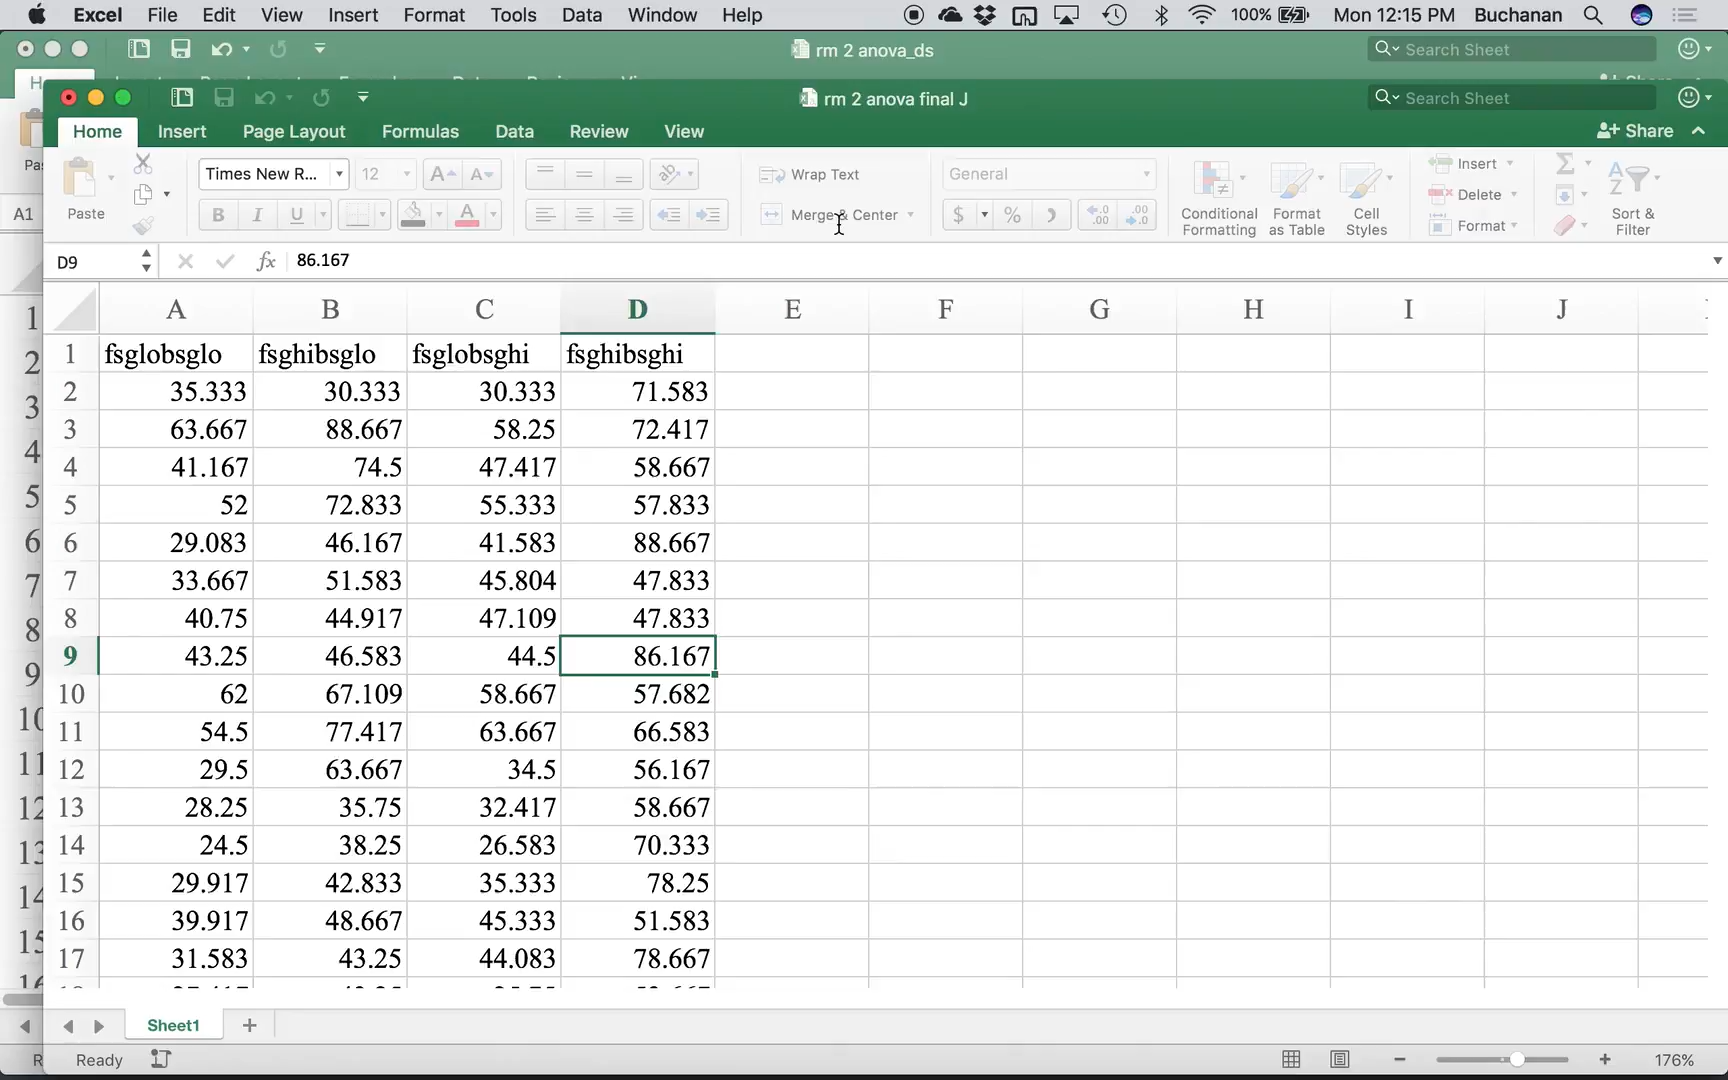 Excel File Edit View Insert Format Tools Data Window Help 100% Mon 12:15 PM Buchanan
rm 2 anova_ds Search Sheet
rm 2 anova final J Search Sheet
Home Insert Page Layout Formulas Data Review View Share
Times New R... 12 Wrap Text General Insert
Paste Conditional Formatting Format as Table Cell Styles Delete Sort & Filter
B I U A Merge & Center $ % Format
A1
D9 fx 86.167
A B C D E F G H I J
1 fsglobsglo fsghibsglo fsglobsghi fsghibsghi
2 35.333 30.333 30.333 71.583
3 63.667 88.667 58.25 72.417
4 41.167 74.5 47.417 58.667
5 52 72.833 55.333 57.833
6 29.083 46.167 41.583 88.667
7 33.667 51.583 45.804 47.833
8 40.75 44.917 47.109 47.833
9 43.25 46.583 44.5 86.167
10 62 67.109 58.667 57.682
11 54.5 77.417 63.667 66.583
12 29.5 63.667 34.5 56.167
13 28.25 35.75 32.417 58.667
14 24.5 38.25 26.583 70.333
15 29.917 42.833 35.333 78.25
16 39.917 48.667 45.333 51.583
17 31.583 43.25 44.083 78.667
Sheet1 +
Ready 176%